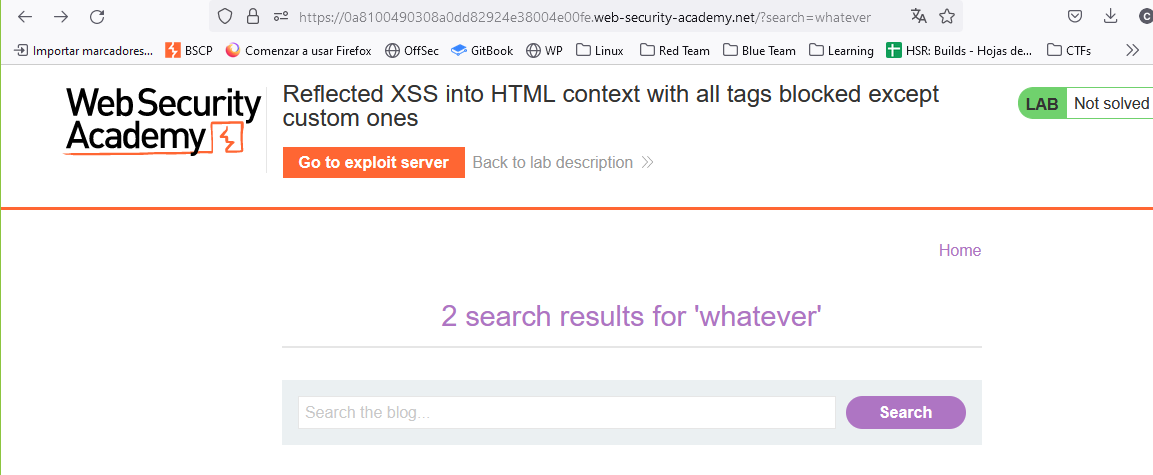 https://0a8100490308a0dd82924e38004e00fe.web-security-academy.net/?search=whatever
Importar marcadores... BSCP Comenzar a usar Firefox OffSec GitBook WP Linux Red Team Blue Team Learning HSR: Builds - Hojas de... CTFs
Web Security
Academy
Reflected XSS into HTML context with all tags blocked except
custom ones
LAB Not solved
Go to exploit server Back to lab description
Home
2 search results for 'whatever'
Search the blog... Search